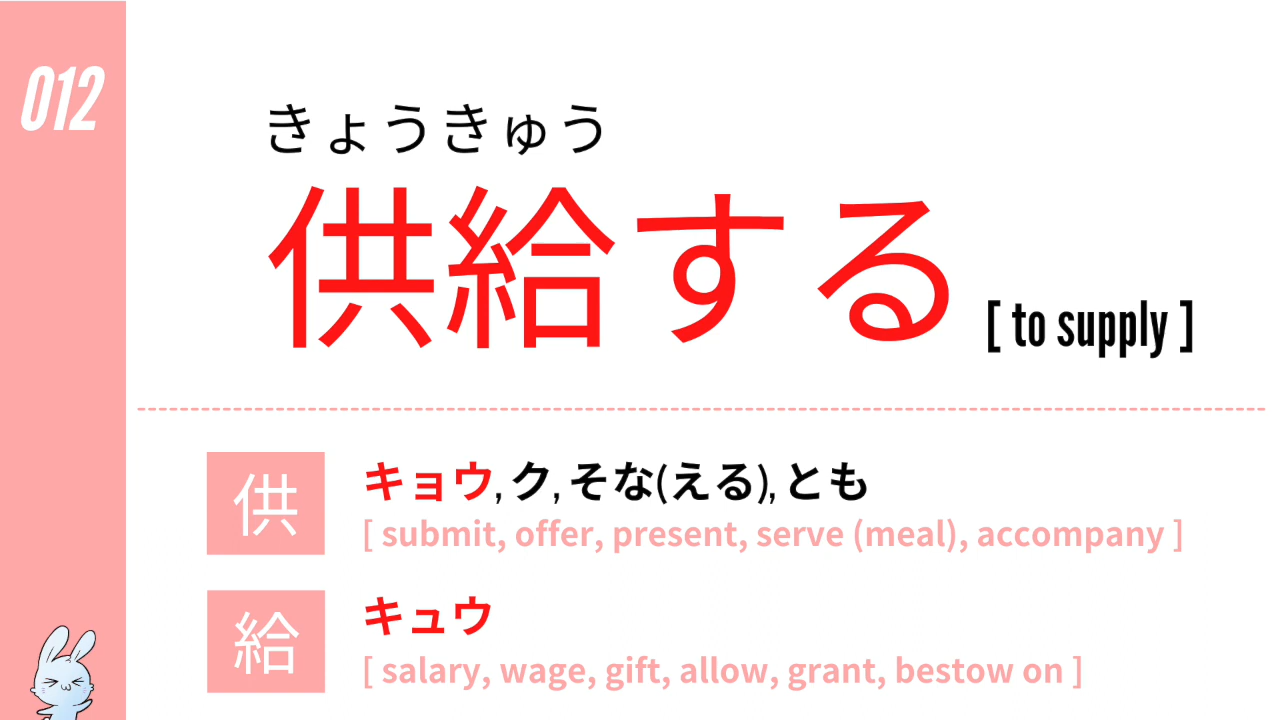 012
きょうきゅう
供給する [ to supply ]
供 キョウ, ク, そな(える), とも
[ submit, offer, present, serve (meal), accompany ]
給 キュウ
[ salary, wage, gift, allow, grant, bestow on ]